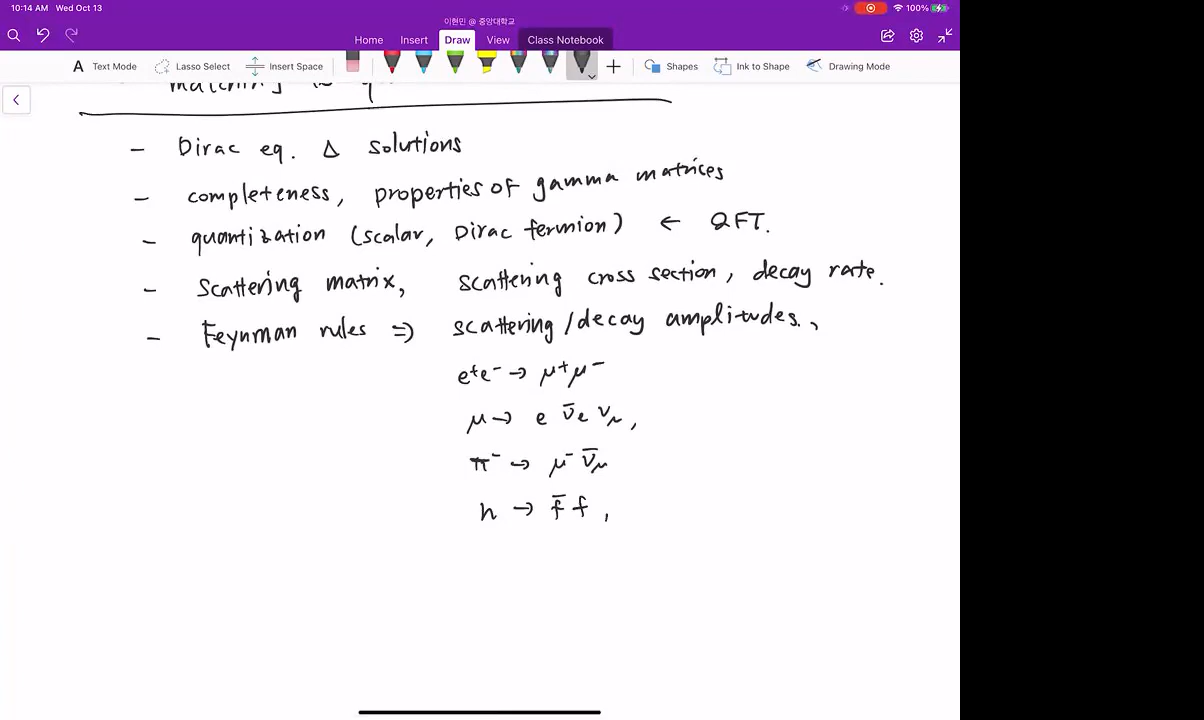 10:14 AM Wed Oct 13
100%
이현민 @ 중앙대학교
Home Insert Draw View Class Notebook
A Text Mode Lasso Select Insert Space Shapes Ink to Shape Drawing Mode
matching
- Dirac eq. & solutions
- completeness, properties of gamma matrices
- quantization (scalar, Dirac fermion) ← QFT.
- Scattering matrix, scattering cross section, decay rate.
- Feynman rules ⇒ scattering/decay amplitudes,
e⁺e⁻ → μ⁺μ⁻
μ → e ν̄e νμ,
π⁻ → μ⁻ ν̄μ
h → f̄ f,